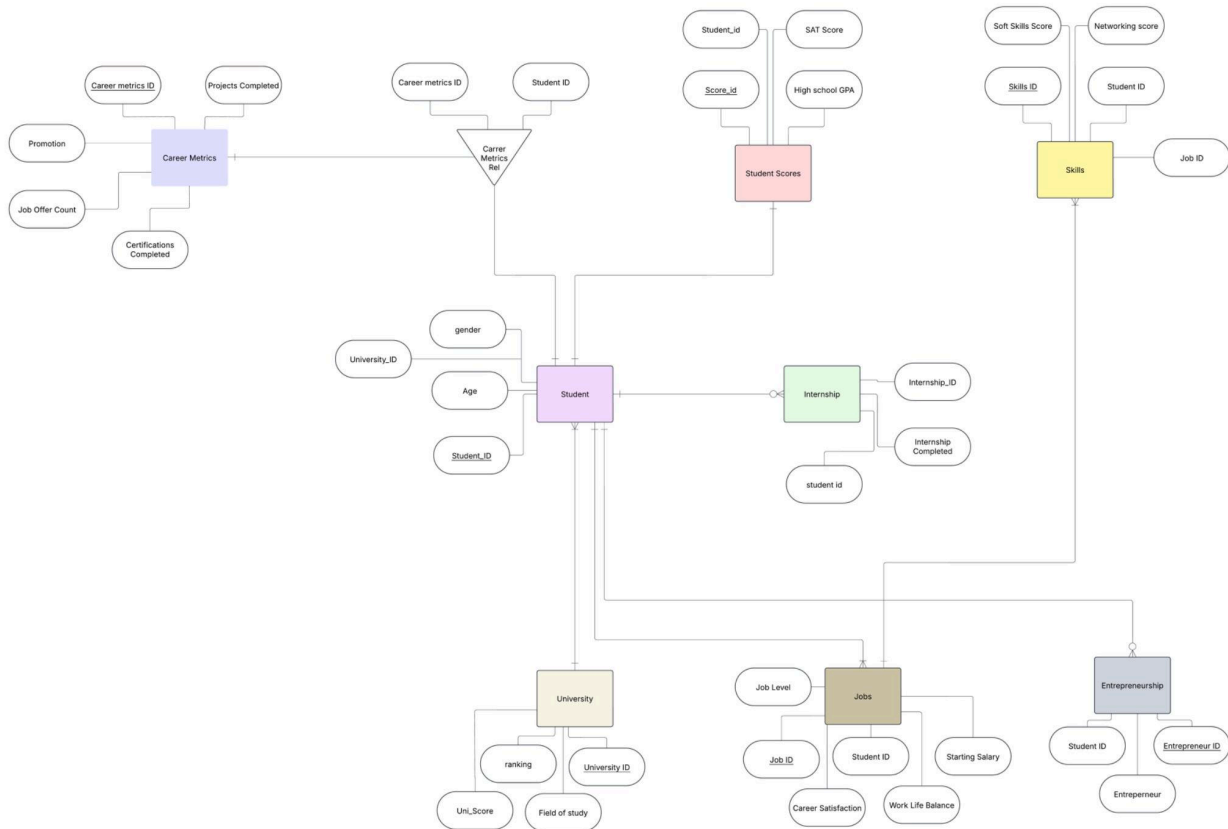 Student_id
SAT Score
Soft Skills Score
Networking score
Career metrics ID
Projects Completed
Career metrics ID
Student ID
Score_id
High school GPA
Skills ID
Student ID
Promotion
Career Metrics
Carrer
Metrics
Rel
Student Scores
Skills
Job ID
Job Offer Count
Certifications
Completed
gender
University_ID
Age
Student
Internship
Internship_ID
Student_ID
Internship
Completed
student id
University
Job Level
Jobs
Entrepreneurship
ranking
University ID
Job ID
Student ID
Starting Salary
Student ID
Entrepreneur ID
Uni_Score
Field of study
Career Satisfaction
Work Life Balance
Entreperneur